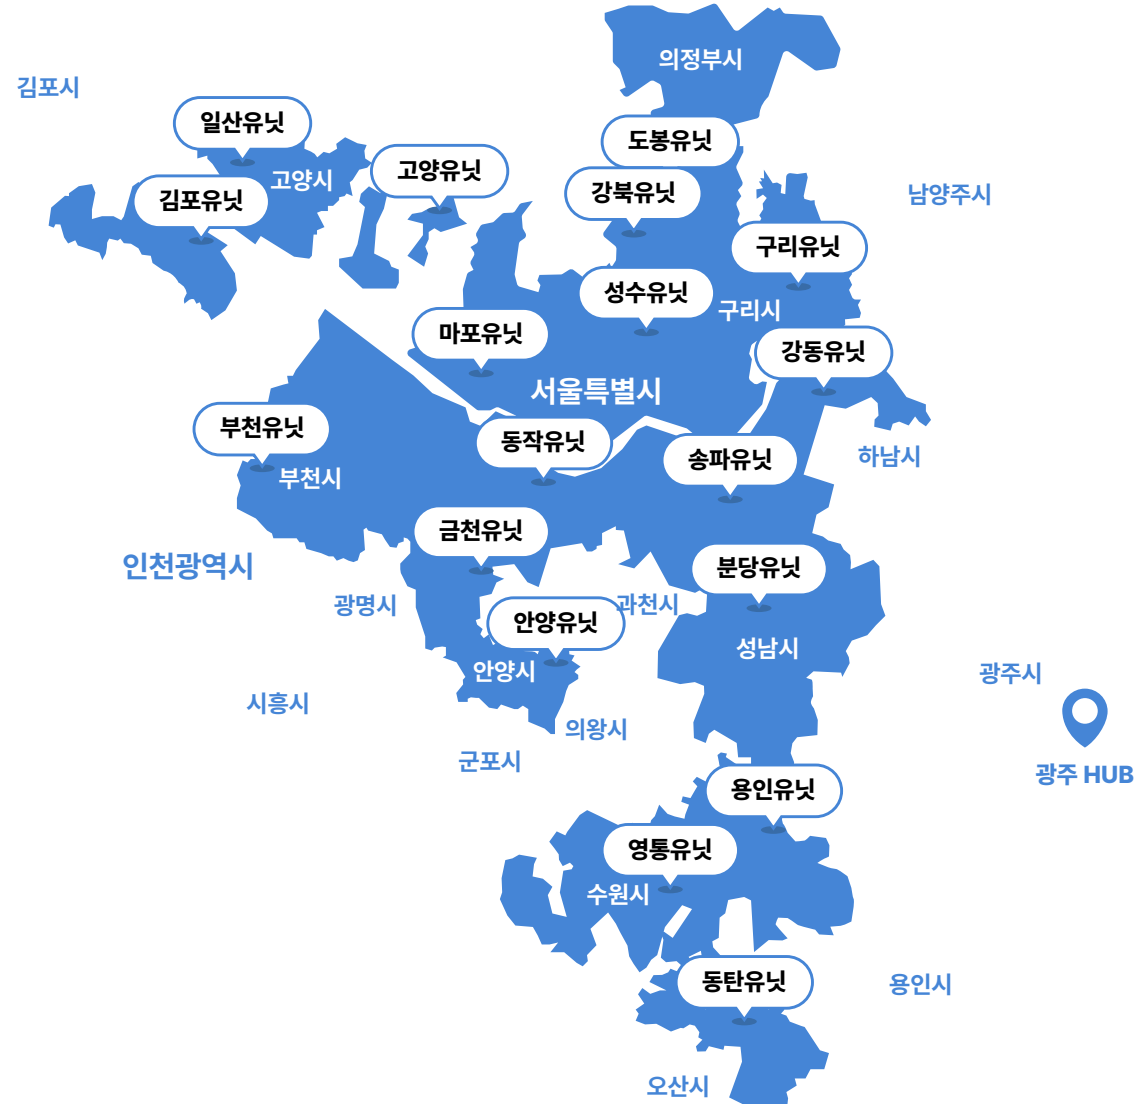 의정부시
김포시
일산유닛
도봉유닛
고양유닛
고양시
강북유닛
남양주시
김포유닛
구리유닛
성수유닛
구리시
마포유닛
강동유닛
서울특별시
부천유닛
동작유닛
하남시
송파유닛
부천시
금천유닛
인천광역시
분당유닛
광명시
과천시
안양유닛
성남시
안양시
광주시
시흥시
의왕시
군포시
광주 HUB
용인유닛
영통유닛
수원시
동탄유닛
용인시
오산시